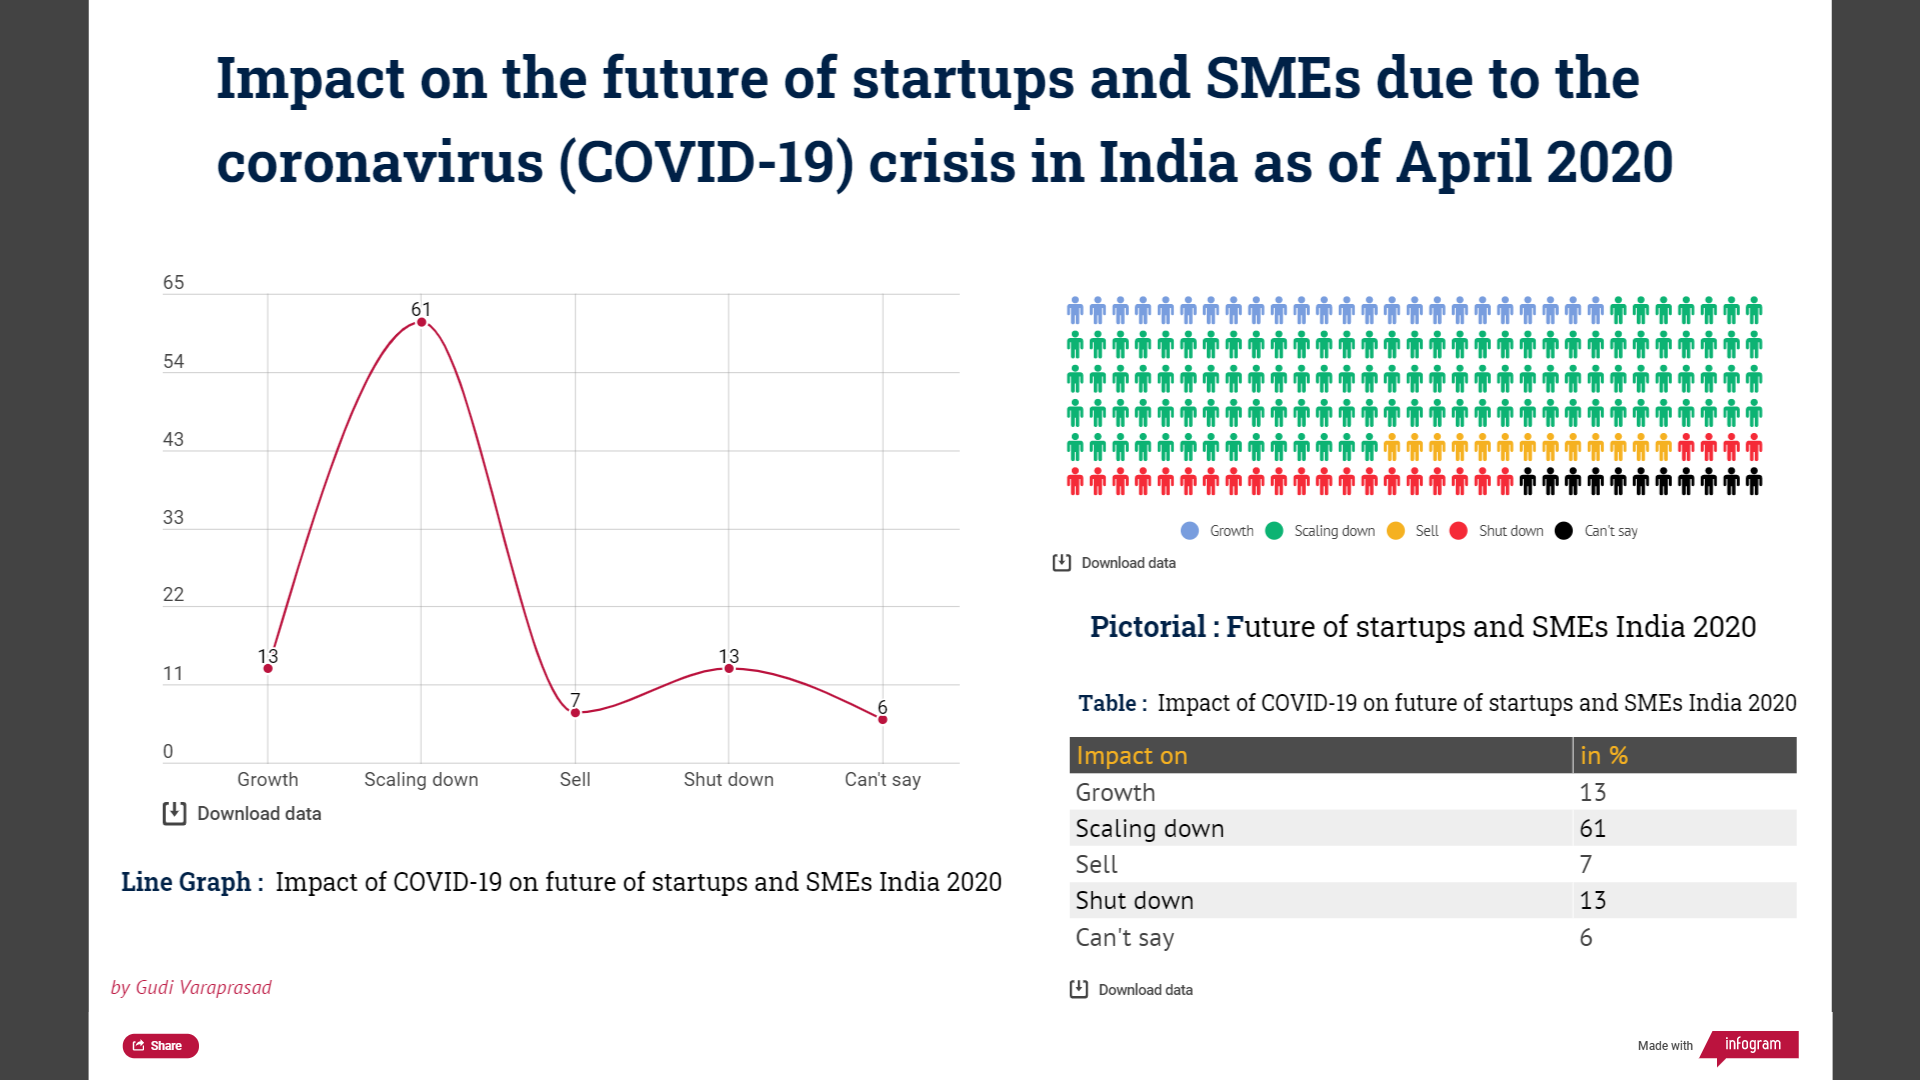 Impact on the future of startups and SMEs due to the
coronavirus (COVID-19) crisis in India as of April 2020
65
54
43
33
22
11
0
13
61
7
13
6
Growth
Scaling down
Sell
Shut down
Can't say
Download data
Line Graph : Impact of COVID-19 on future of startups and SMEs India 2020
by Gudi Varaprasad
Share
Growth
Scaling down
Sell
Shut down
Can't say
Download data
Pictorial : Future of startups and SMEs India 2020
Table : Impact of COVID-19 on future of startups and SMEs India 2020
Impact on in %
Growth 13
Scaling down 61
Sell 7
Shut down 13
Can't say 6
Download data
Made with infogram